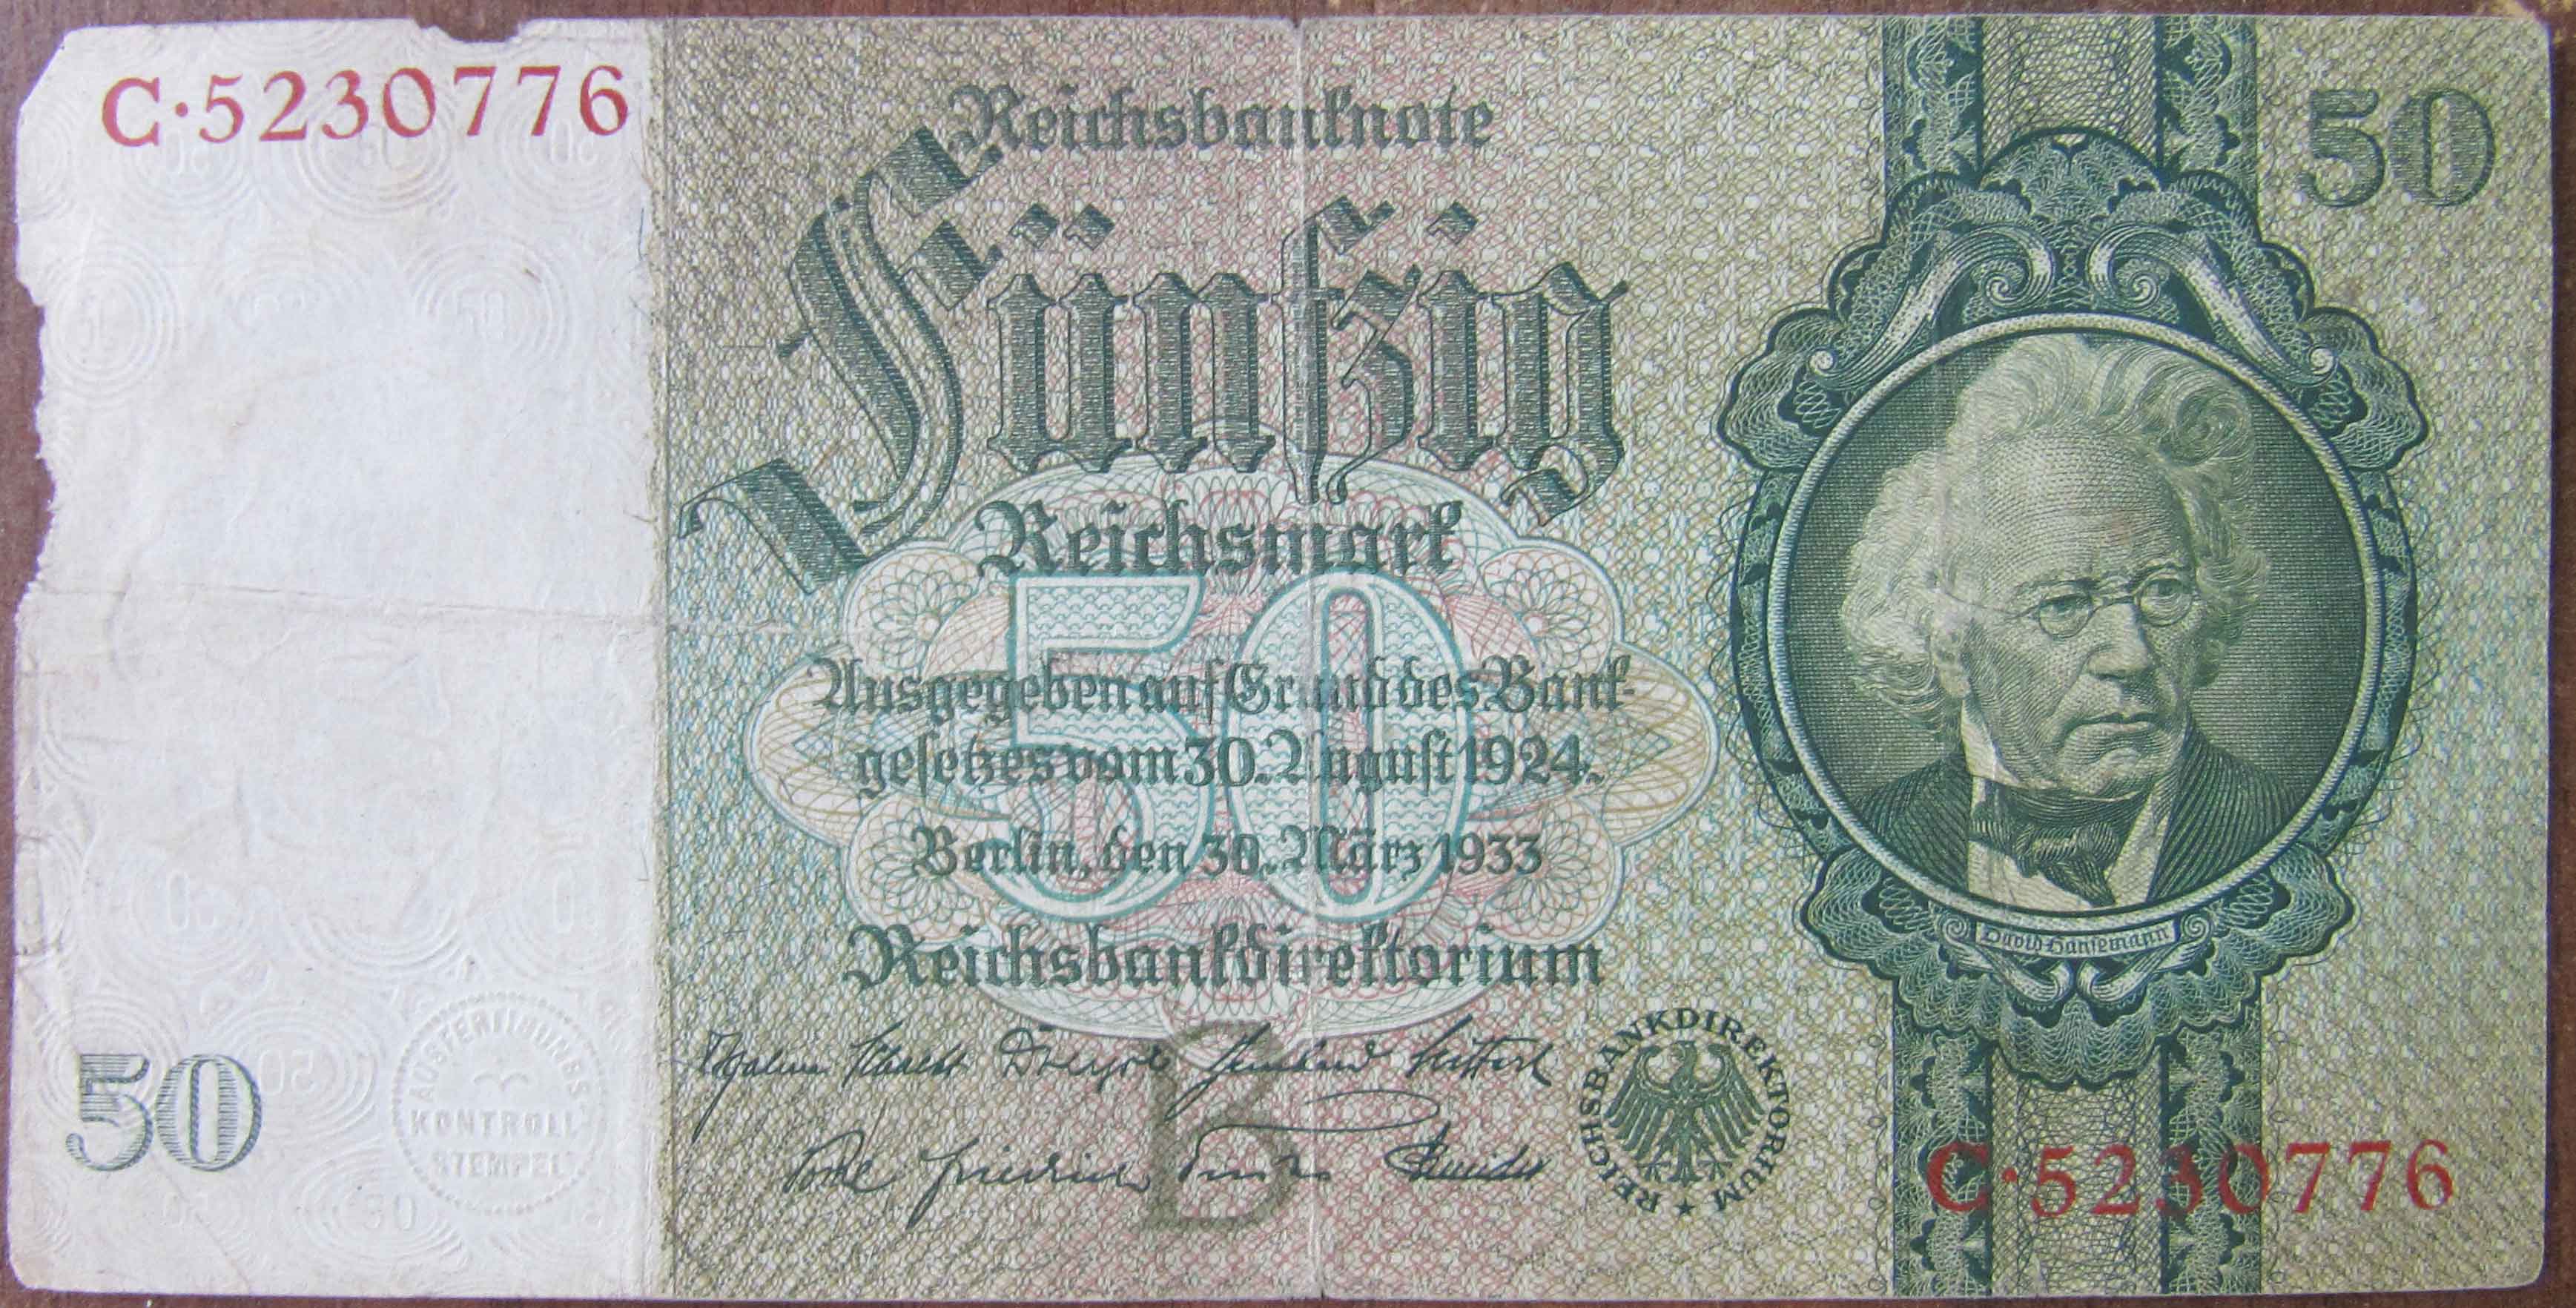 C·5230776
Reichsbanknote
50
Fünfzig
Reichsmark
50
Ausgegeben auf Grund des Bank-
gesetzes vom 30. August 1924.
Berlin, den 30. März 1933
Reichsbankdirektorium
David Hansemann
REICHSBANKDIREKTORIUM ★
B
50
AUSFERTIGUNGS
KONTROLL
STEMPEL
C·5230776